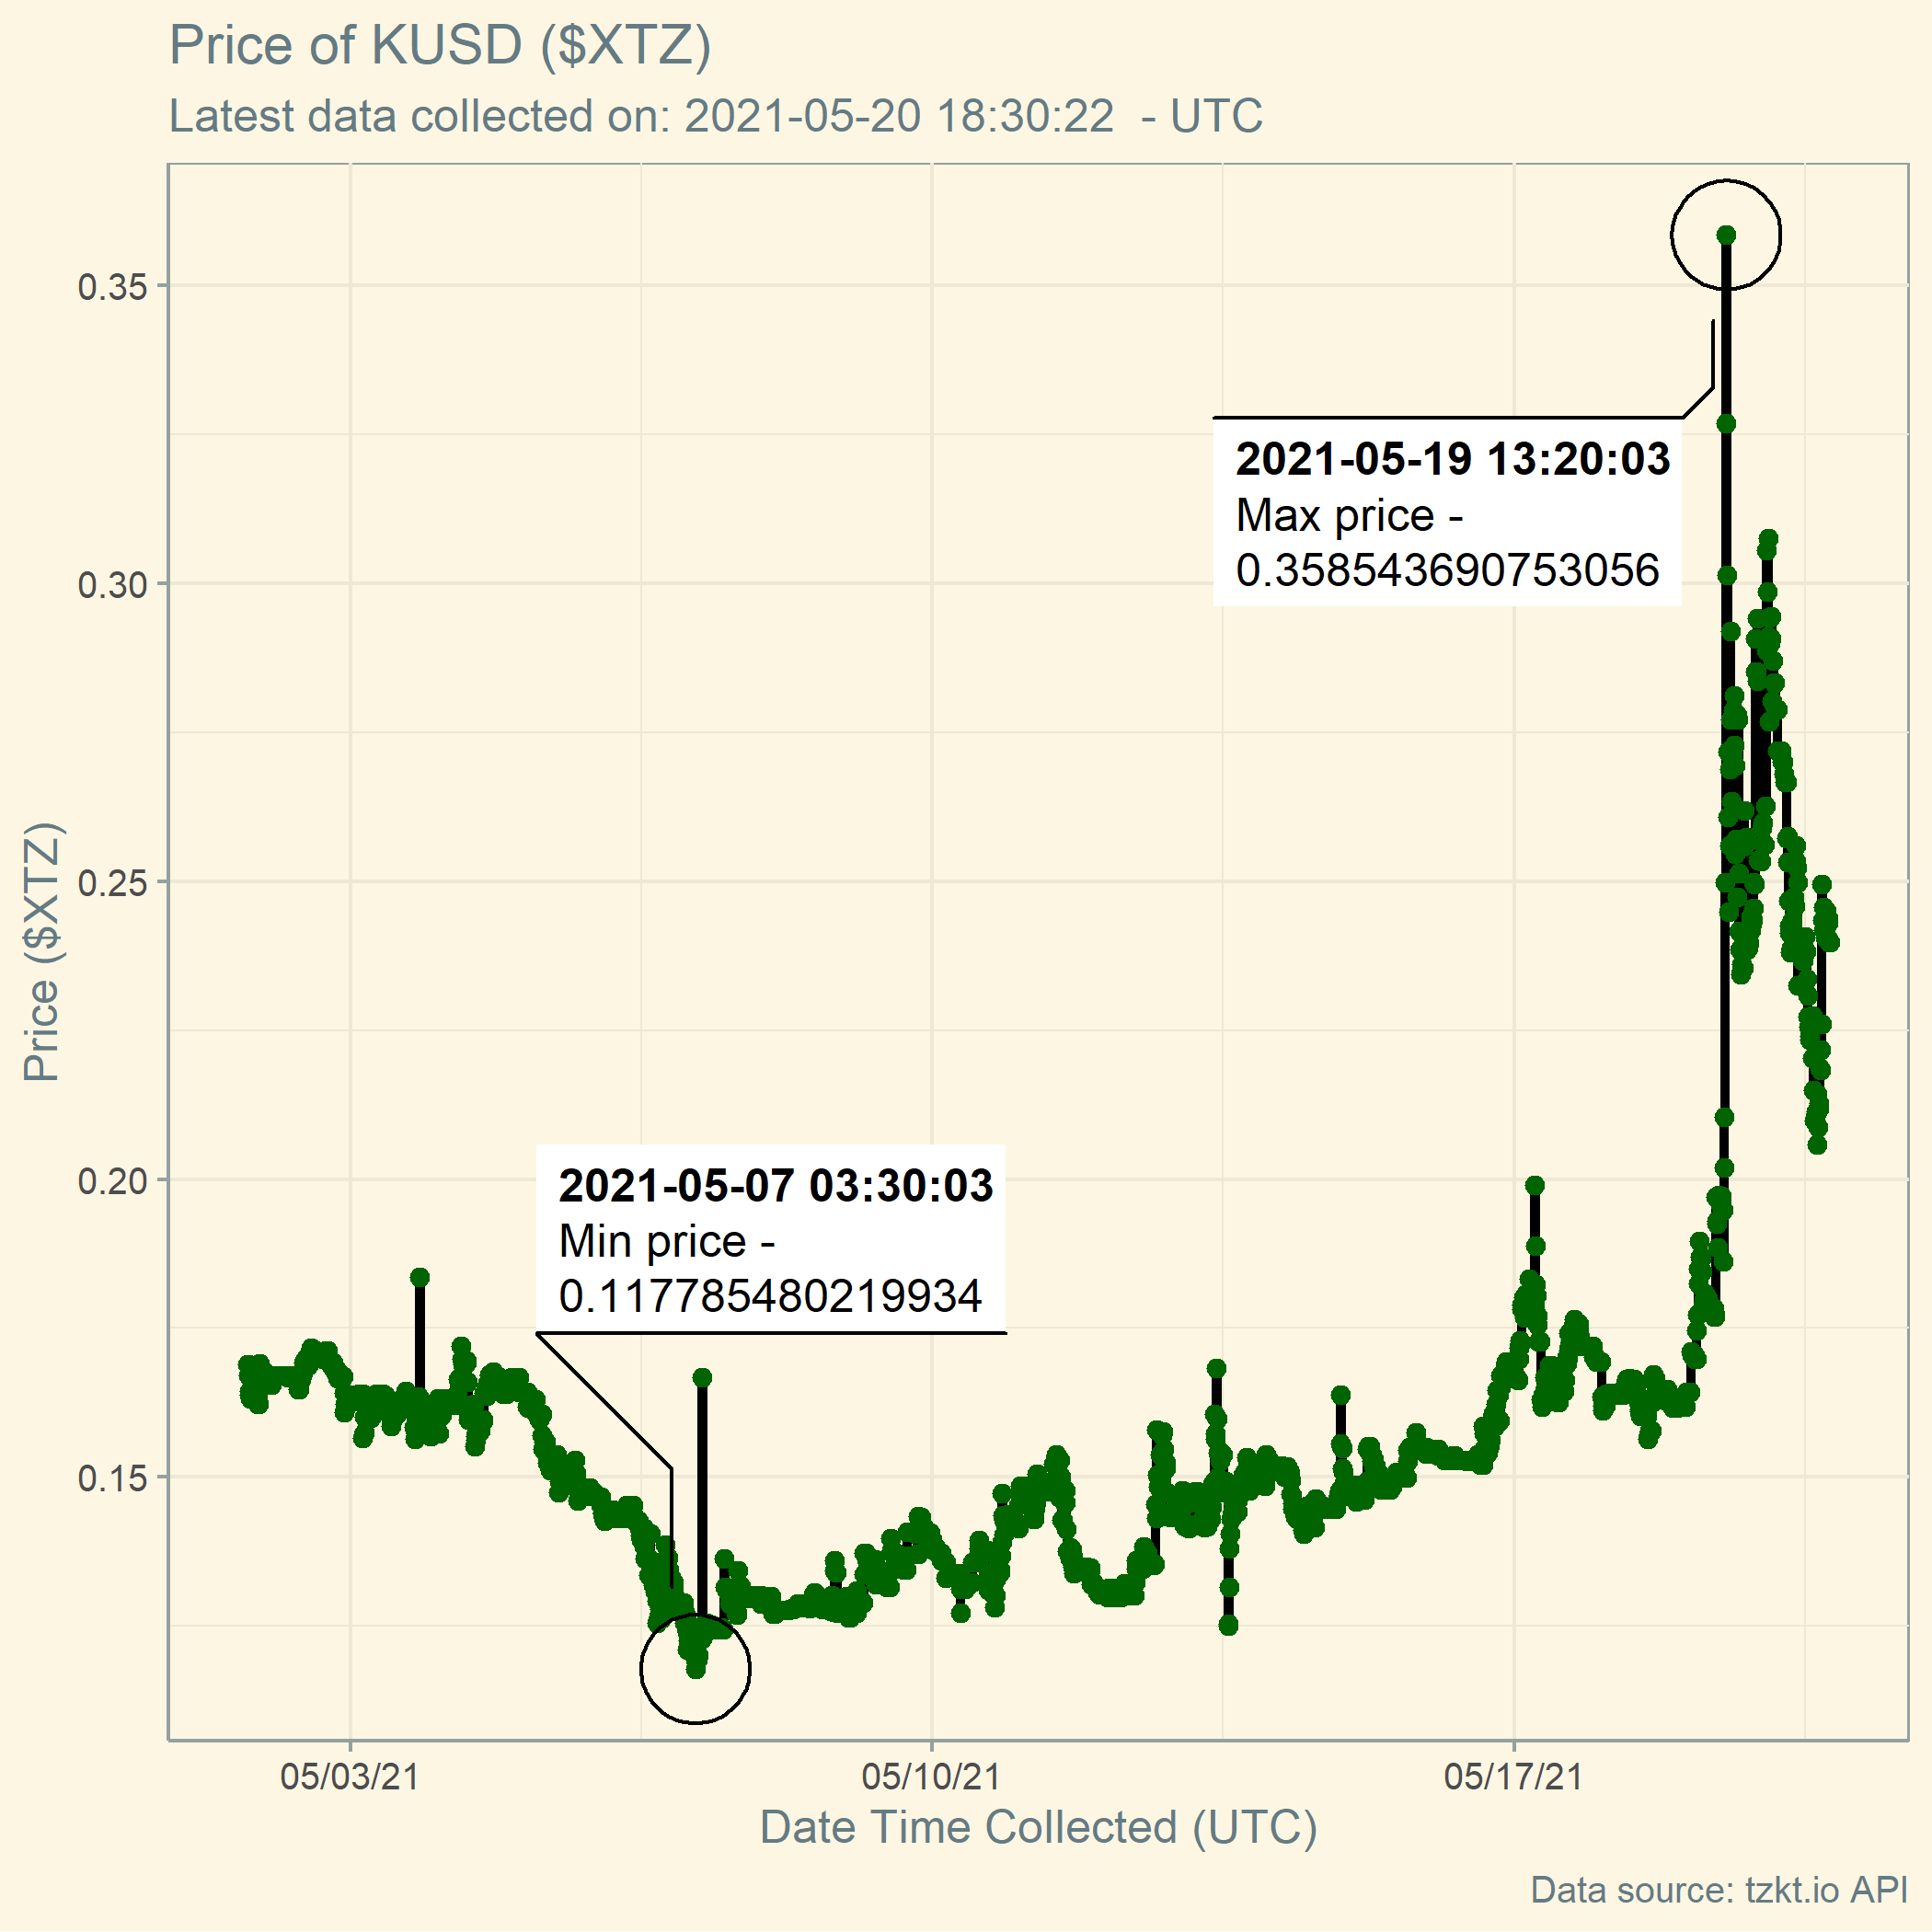 Price of KUSD ($XTZ)
Latest data collected on: 2021-05-20 18:30:22  - UTC
0.35
0.30
0.25
0.20
0.15
Price ($XTZ)
2021-05-19 13:20:03
Max price -
0.358543690753056
2021-05-07 03:30:03
Min price -
0.117785480219934
05/03/21
05/10/21
05/17/21
Date Time Collected (UTC)
Data source: tzkt.io API